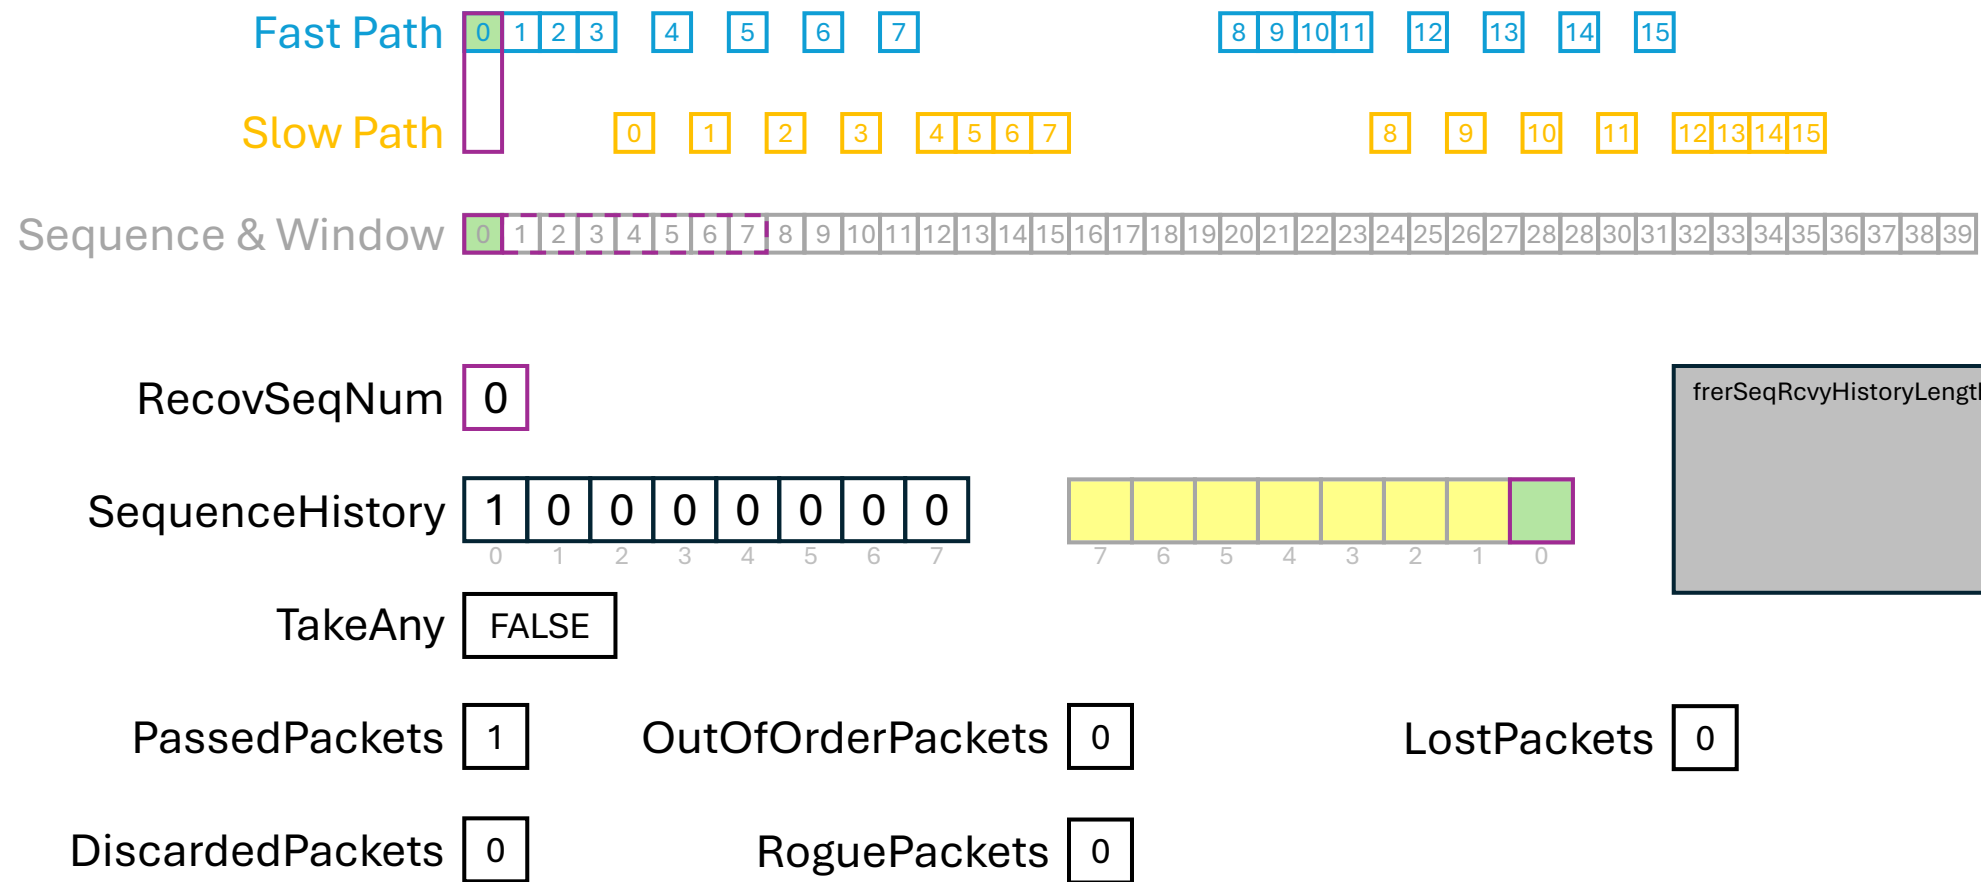 Fast Path 0 1 2 3 4 5 6 7 8 9 10 11 12 13 14 15
Slow Path 0 1 2 3 4 5 6 7 8 9 10 11 12 13 14 15
Sequence & Window 0 1 2 3 4 5 6 7 8 9 10 11 12 13 14 15 16 17 18 19 20 21 22 23 24 25 26 27 28 28 30 31 32 33 34 35 36 37 38 39
RecovSeqNum 0
frerSeqRcvyHistoryLength
SequenceHistory 1 0 0 0 0 0 0 0
0 1 2 3 4 5 6 7 7 6 5 4 3 2 1 0
TakeAny FALSE
PassedPackets 1 OutOfOrderPackets 0 LostPackets 0
DiscardedPackets 0 RoguePackets 0